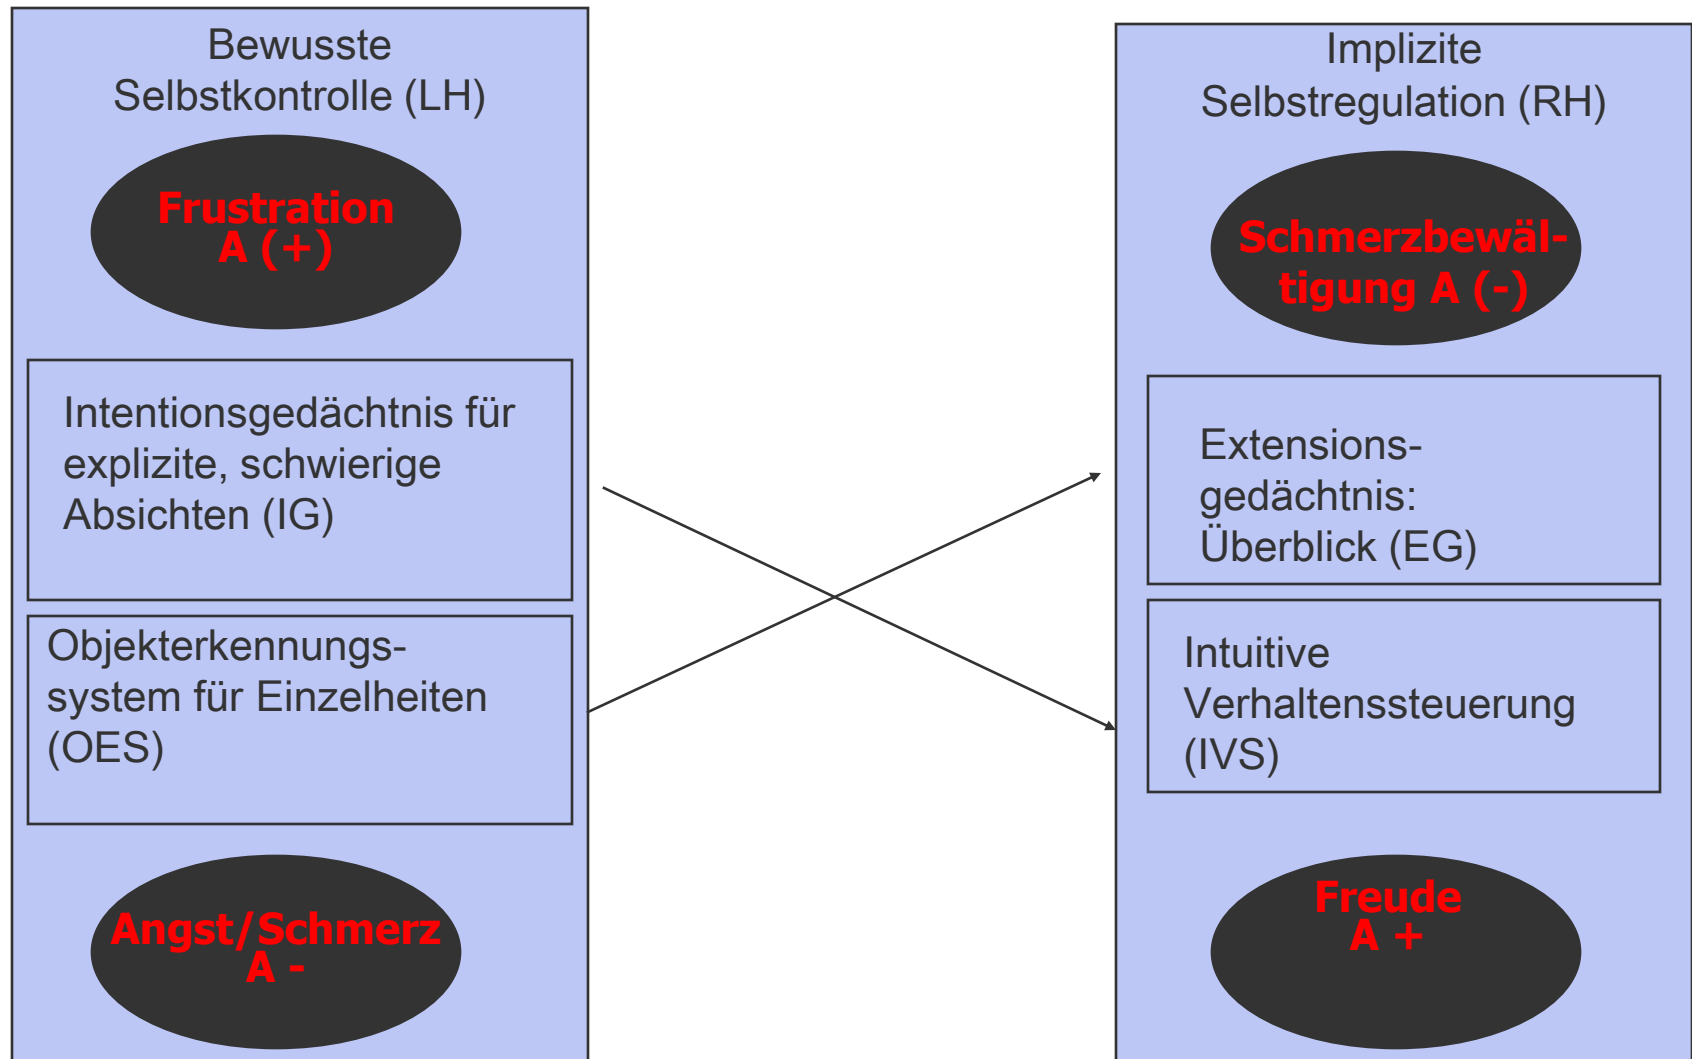 Bewusste
Selbstkontrolle (LH)
Frustration
A (+)
Intentionsgedächtnis für
explizite, schwierige
Absichten (IG)
Objekterkennungs-
system für Einzelheiten
(OES)
Angst/Schmerz
A -
Implizite
Selbstregulation (RH)
Schmerzbewäl-
tigung A (-)
Extensions-
gedächtnis:
Überblick (EG)
Intuitive
Verhaltenssteuerung
(IVS)
Freude
A +